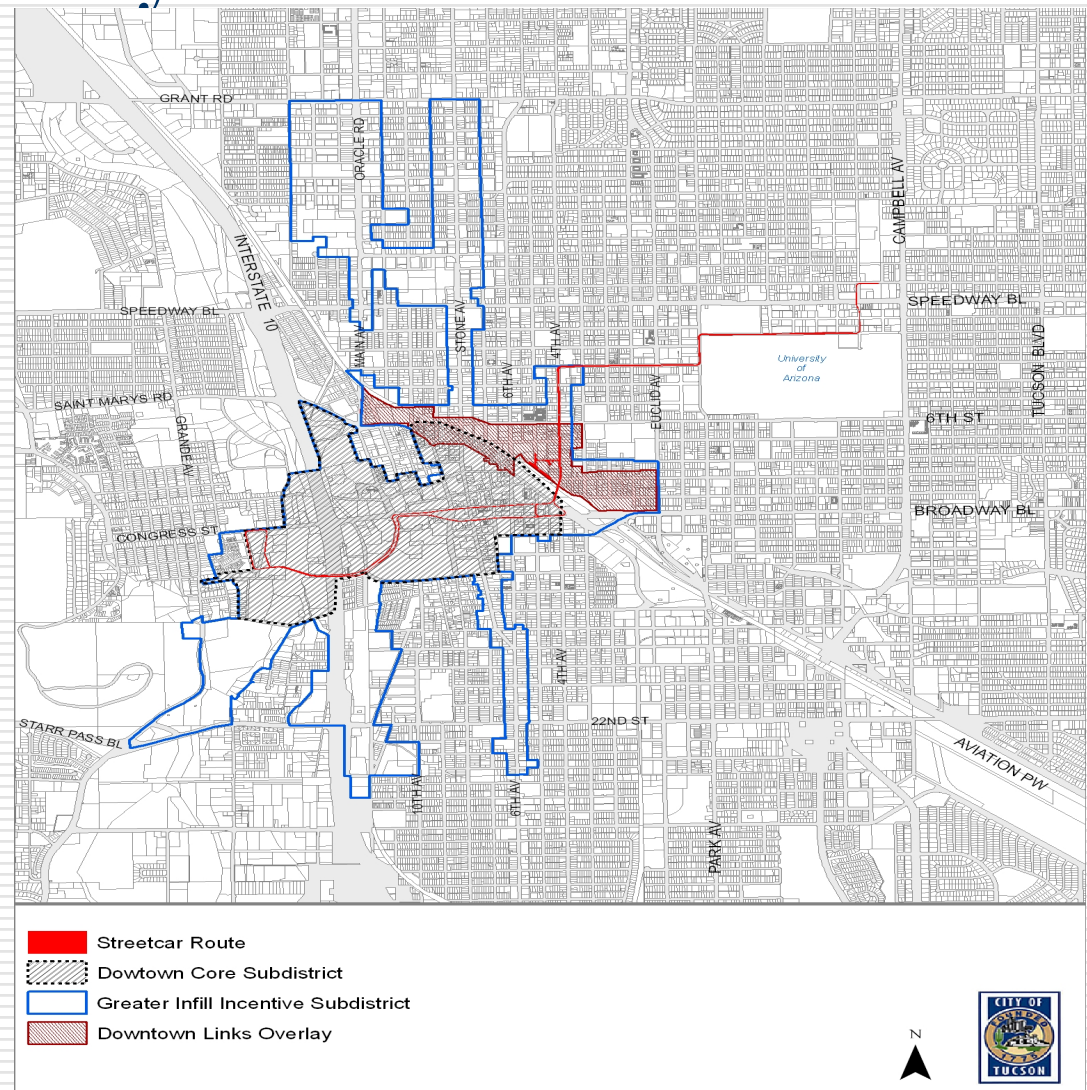 GRANT RD
ORACLE RD
CAMPBELL AV
INTERSTATE 10
SPEEDWAY BL
SPEEDWAY BL
STONE AV
MAIN AV
4TH AV
6TH AV
TUCSON BLVD
University
of
Arizona
EUCLID AV
SAINT MARYS RD
GRANDE AV
6TH ST
CONGRESS ST
BROADWAY BL
4TH AV
22ND ST
STARR PASS BL
AVIATION PW
10TH AV
6TH AV
PARK AV
Streetcar Route
Dowtown Core Subdistrict
Greater Infill Incentive Subdistrict
Downtown Links Overlay
N
CITY OF
FOUNDED
1775
TUCSON